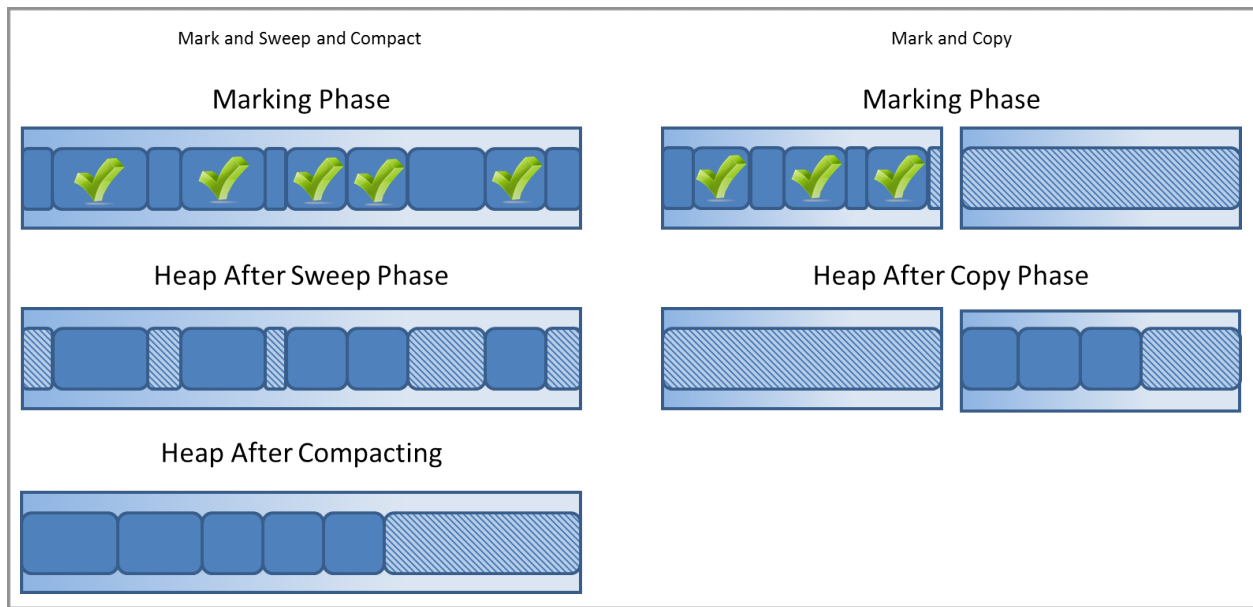 Mark and Sweep and Compact
Marking Phase
Heap After Sweep Phase
Heap After Compacting
Mark and Copy
Marking Phase
Heap After Copy Phase